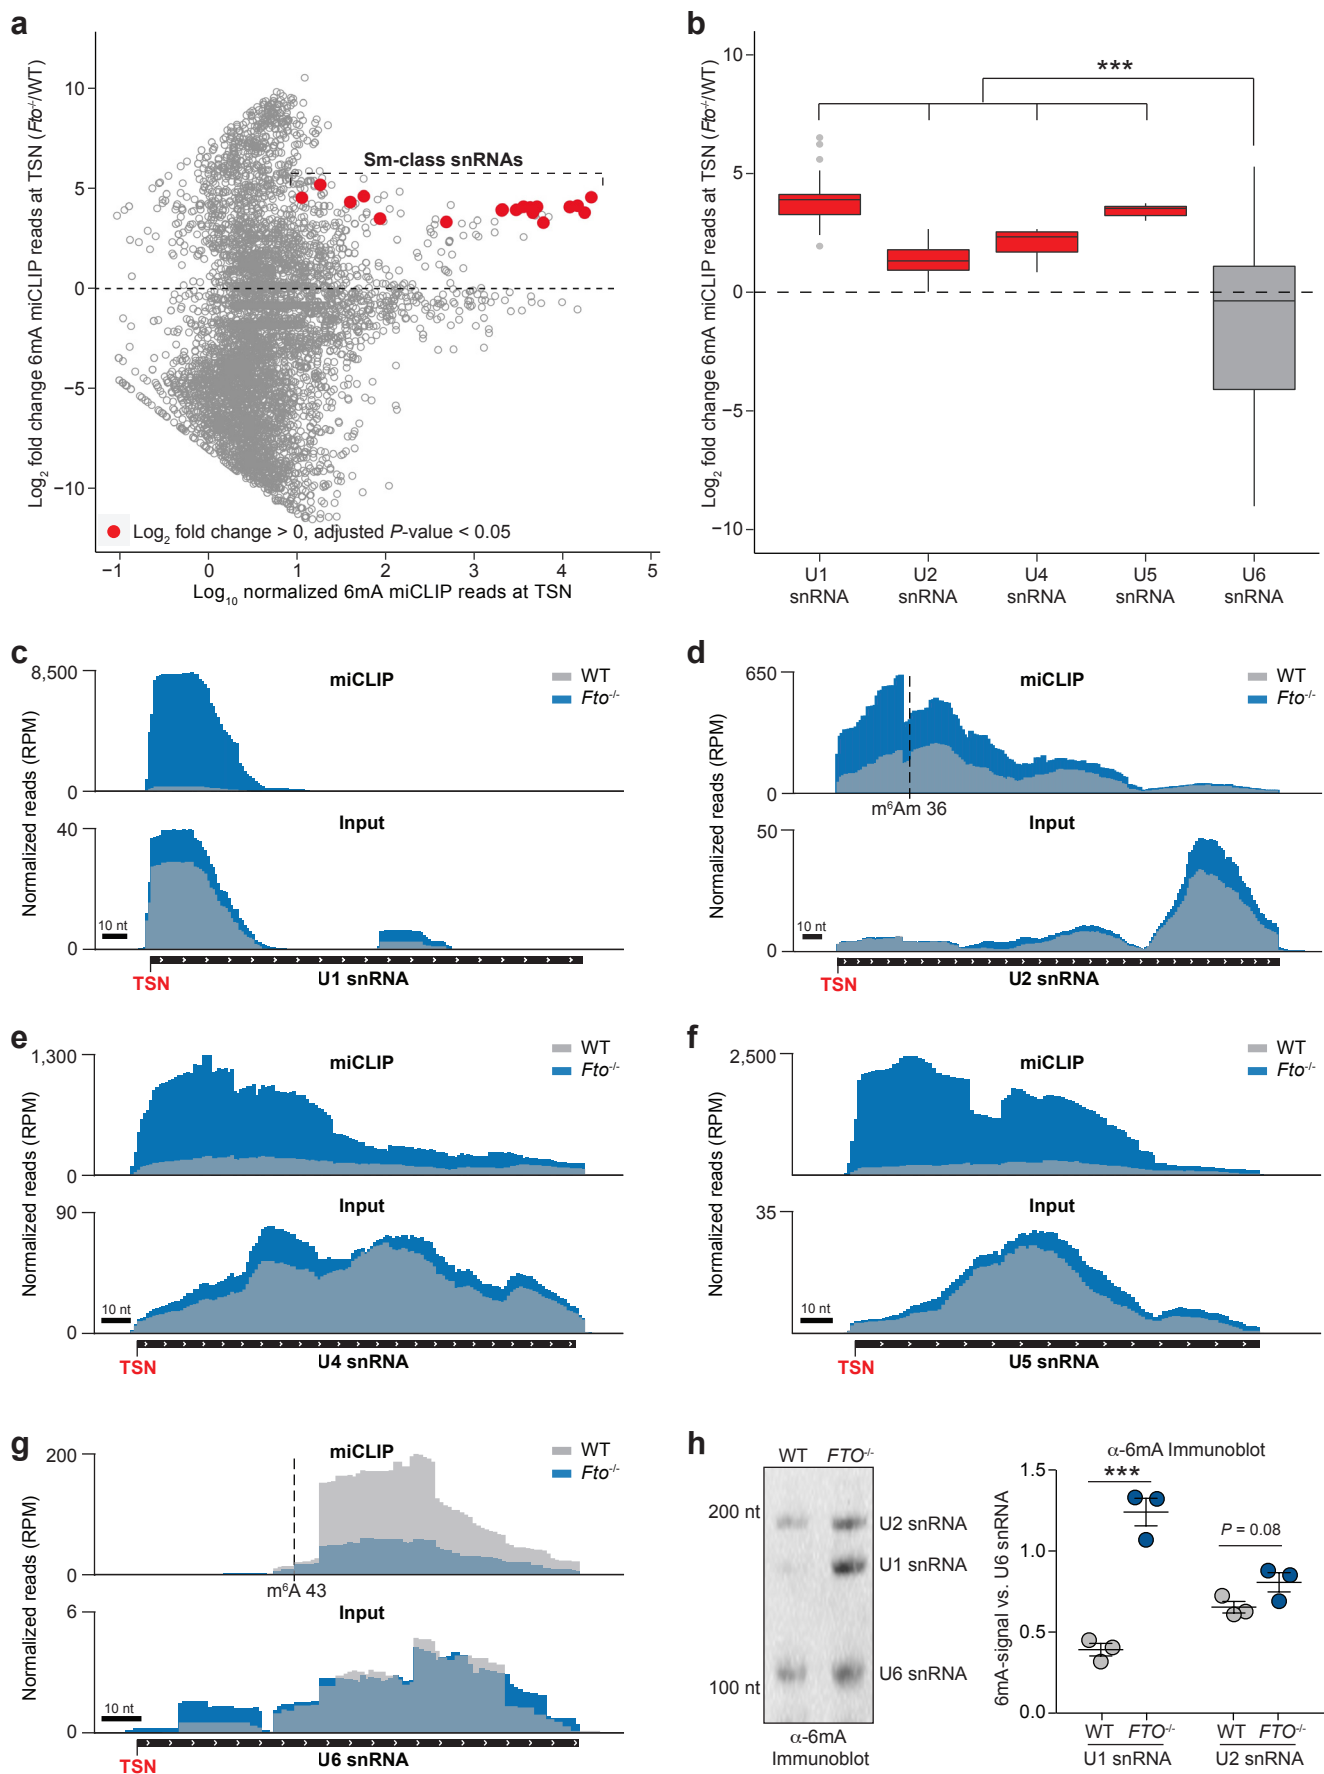 a
Log2 fold change 6mA miCLIP reads at TSN (Fto-/-/WT)
10
5
0
−5
−10
Sm-class snRNAs
Log2 fold change > 0, adjusted P-value < 0.05
−1 0 1 2 3 4 5
Log10 normalized 6mA miCLIP reads at TSN
b
Log2 fold change 6mA miCLIP reads at TSN (Fto-/-/WT)
10
5
0
−5
−10
***
U1 U2 U4 U5 U6
snRNA snRNA snRNA snRNA snRNA
c
Normalized reads (RPM)
8,500
0
miCLIP
WT
Fto-/-
40
0
Input
10 nt
TSN
U1 snRNA
d
650
0
miCLIP
WT
Fto-/-
m6Am 36
50
0
Input
10 nt
TSN
U2 snRNA
Normalized reads (RPM)
e
Normalized reads (RPM)
1,300
0
miCLIP
WT
Fto-/-
90
0
Input
10 nt
TSN
U4 snRNA
f
Normalized reads (RPM)
2,500
miCLIP
WT
Fto-/-
35
Input
10 nt
TSN
U5 snRNA
g
Normalized reads (RPM)
200
0
miCLIP
WT
Fto-/-
m6A 43
6
0
Input
10 nt
TSN
U6 snRNA
h
WT FTO-/-
200 nt
100 nt
U2 snRNA
U1 snRNA
U6 snRNA
α-6mA
Immunoblot
α-6mA Immunoblot
6mA-signal vs. U6 snRNA
1.5
1.0
0.5
0.0
***
P = 0.08
WT FTO-/- WT FTO-/-
U1 snRNA U2 snRNA